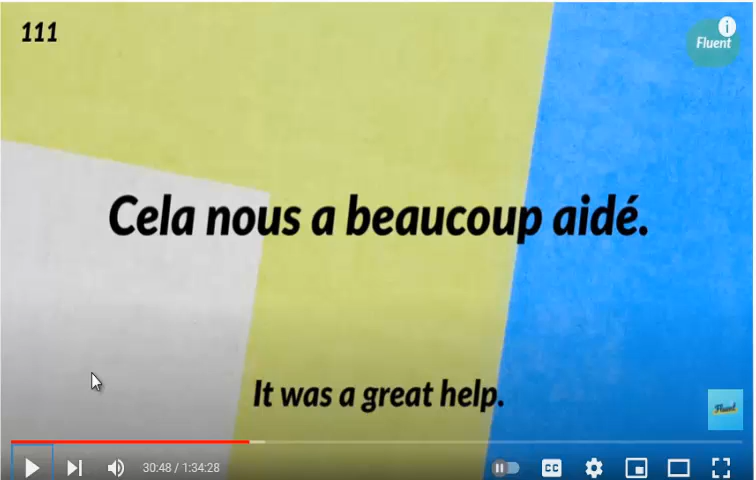 111
Fluent
Cela nous a beaucoup aidé.
It was a great help.
Fluent
30:48 / 1:34:28
CC